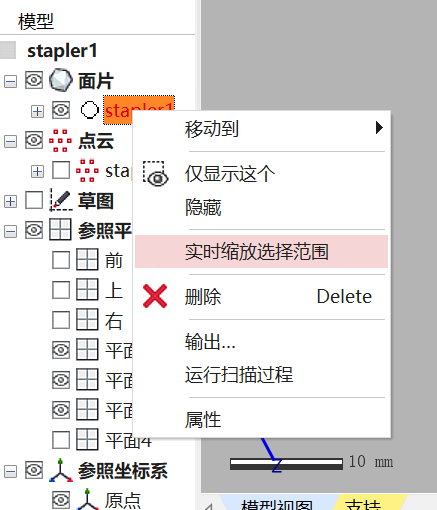 模型
stapler1
面片
stapler1
移动到
点云
仅显示这个
隐藏
草图
参照平
实时缩放选择范围
前
上
删除 Delete
右
输出...
平面
运行扫描过程
平面
平面
属性
平面4
Z
10 mm
参照坐标系
原点
模型视图
支持